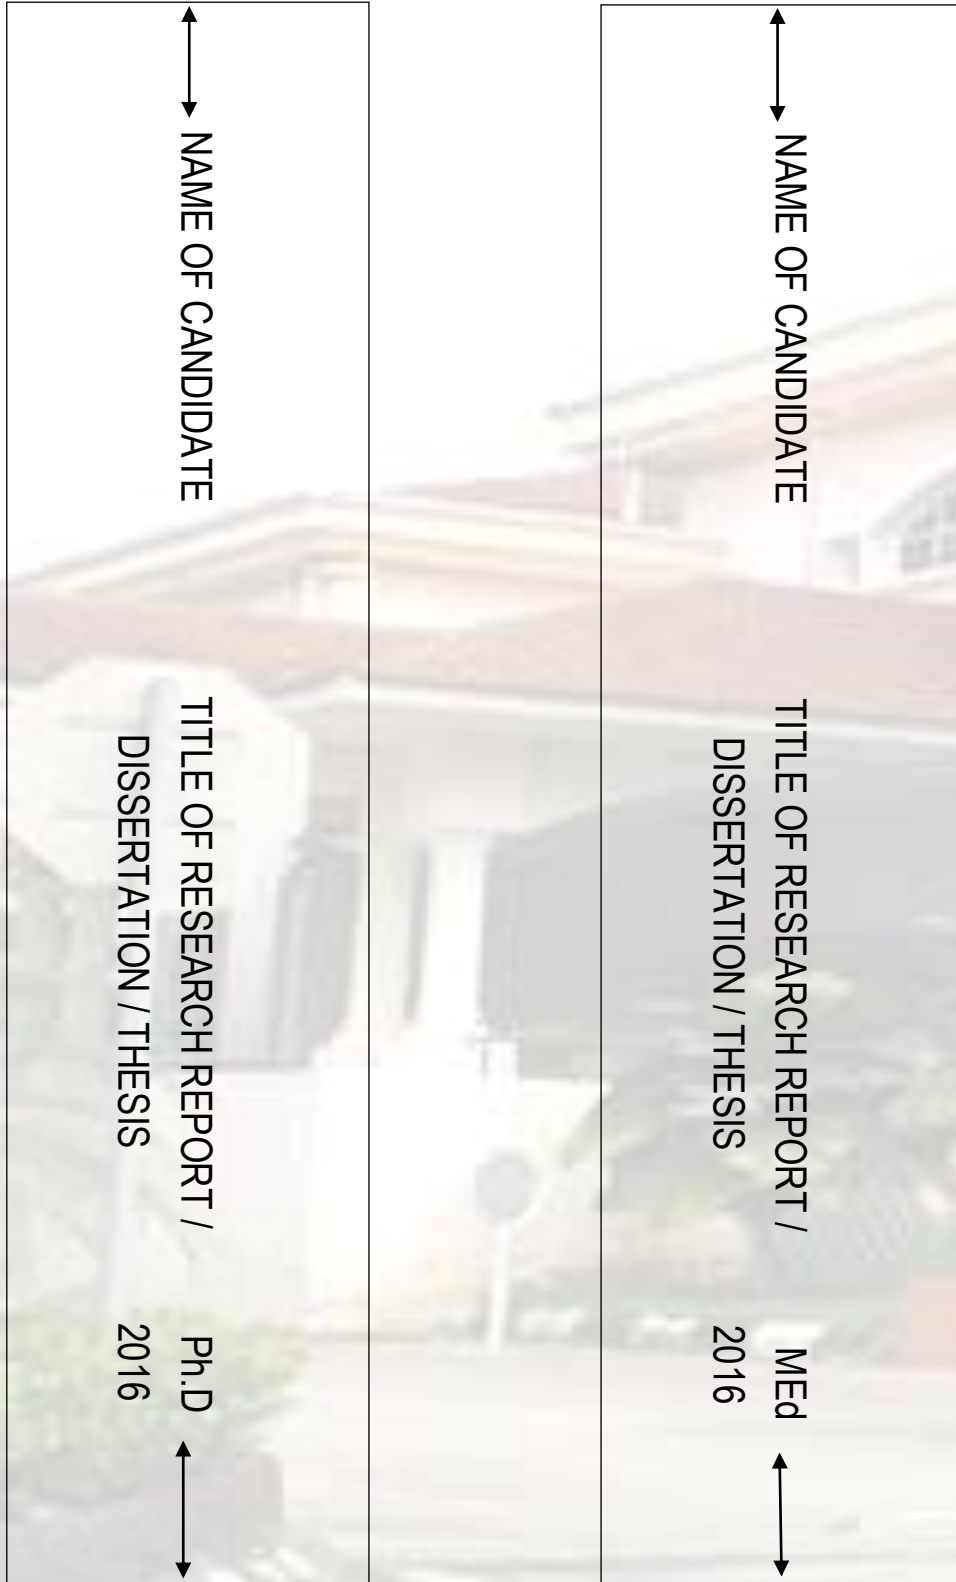 NAME OF CANDIDATE
TITLE OF RESEARCH REPORT /
DISSERTATION / THESIS
Ph.D
2016
NAME OF CANDIDATE
TITLE OF RESEARCH REPORT /
DISSERTATION / THESIS
MEd
2016